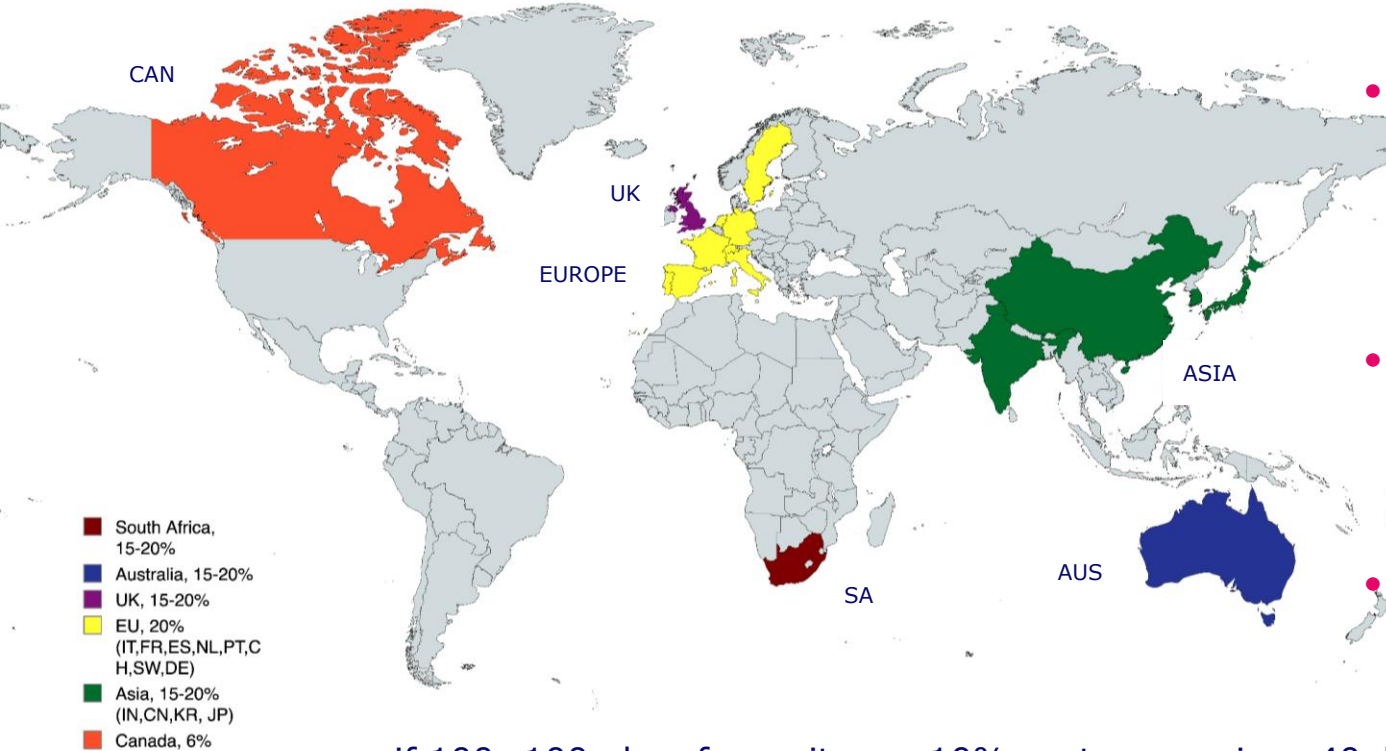 CAN
UK
EUROPE
ASIA
AUS
SA
South Africa,
15-20%
Australia, 15-20%
UK, 15-20%
EU, 20%
(IT,FR,ES,NL,PT,C
H,SW,DE)
Asia, 15-20%
(IN,CN,KR, JP)
Canada, 6%